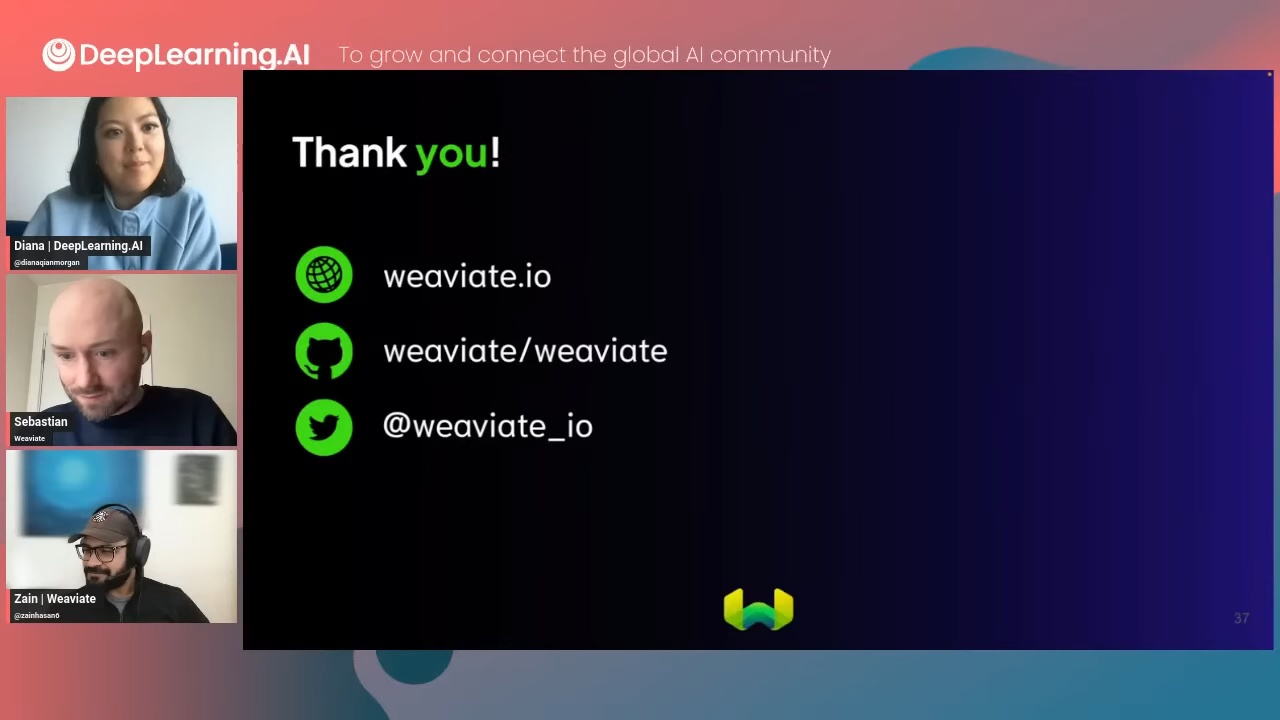 DeepLearning.AI To grow and connect the global AI community
Diana | DeepLearning.AI
@dianaqianmorgan
Sebastian
Weaviate
Zain | Weaviate
@zainhasan6
Thank you!
weaviate.io
weaviate/weaviate
@weaviate_io
37